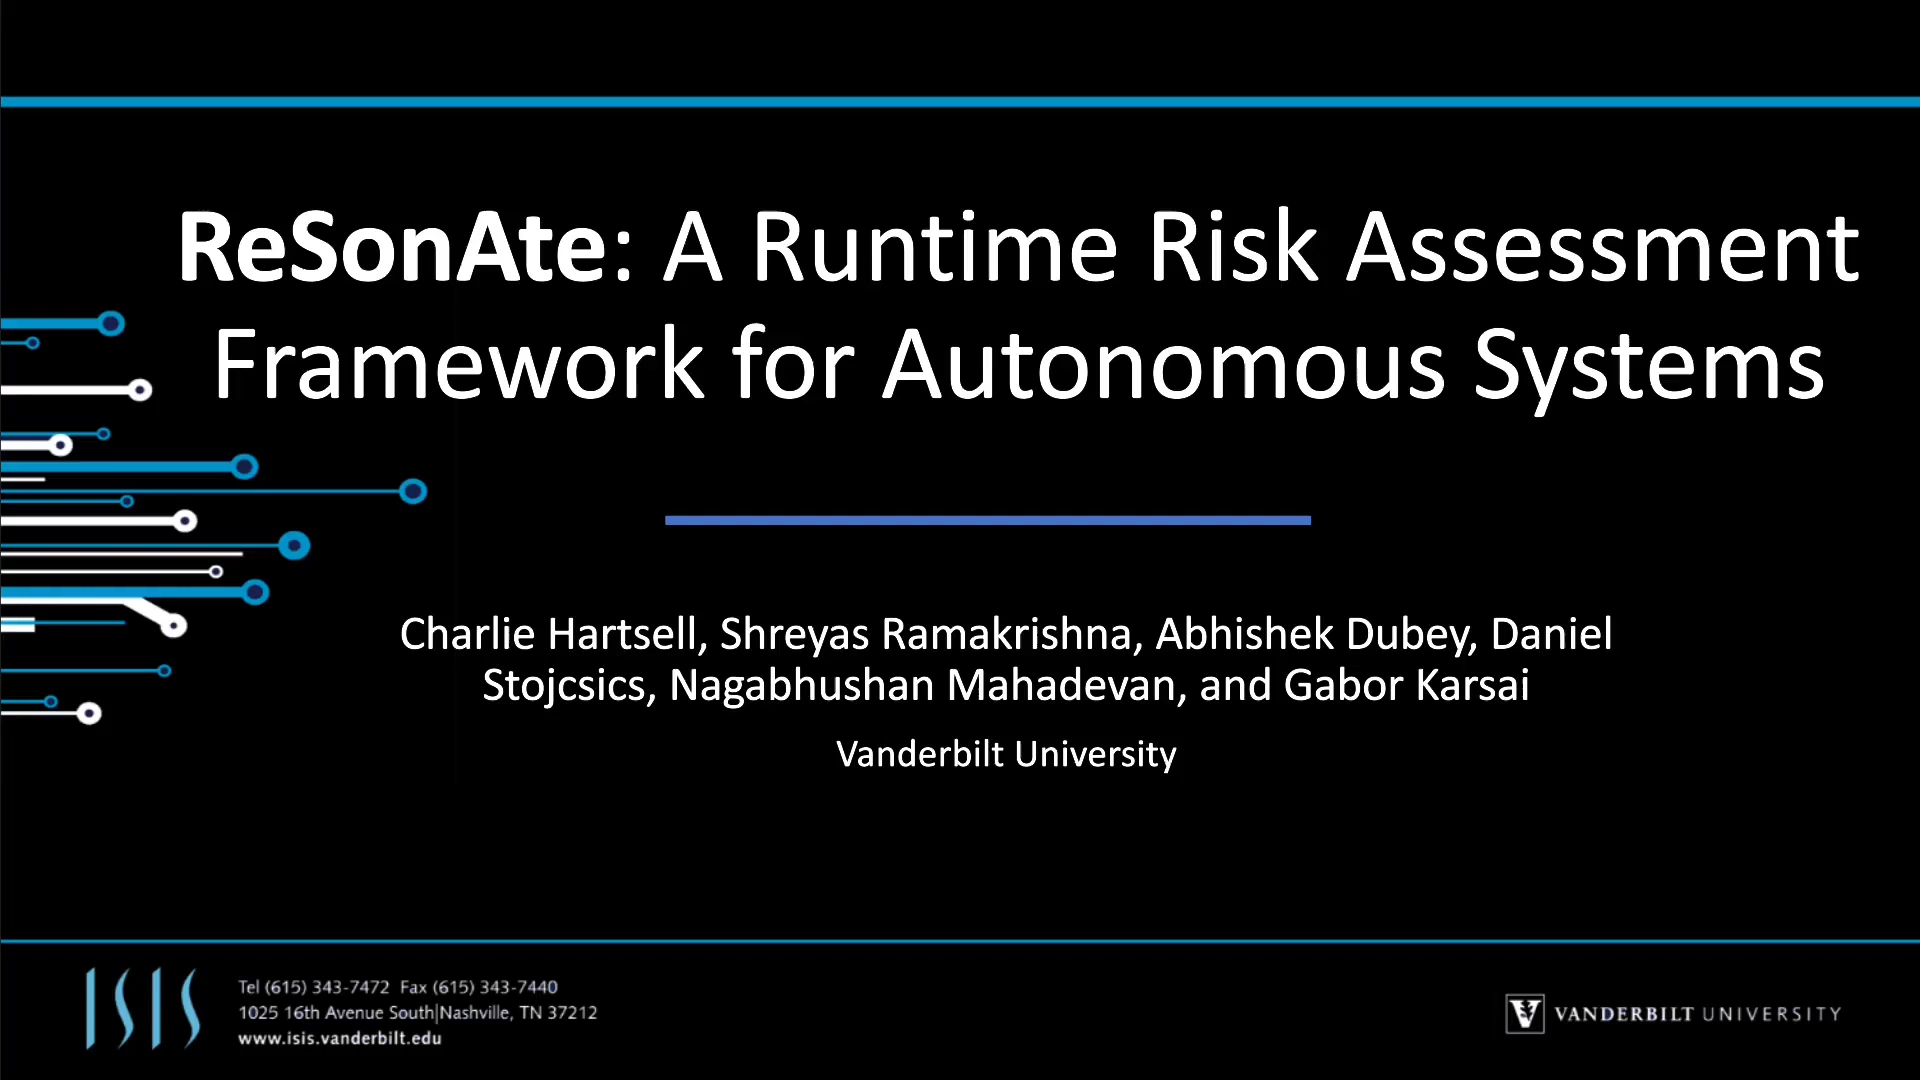 ReSonAte: A Runtime Risk Assessment
Framework for Autonomous Systems
Charlie Hartsell, Shreyas Ramakrishna, Abhishek Dubey, Daniel
Stojcsics, Nagabhushan Mahadevan, and Gabor Karsai
Vanderbilt University
ISIS
Tel (615) 343-7472 Fax (615) 343-7440
1025 16th Avenue South|Nashville, TN 37212
www.isis.vanderbilt.edu
V VANDERBILT UNIVERSITY